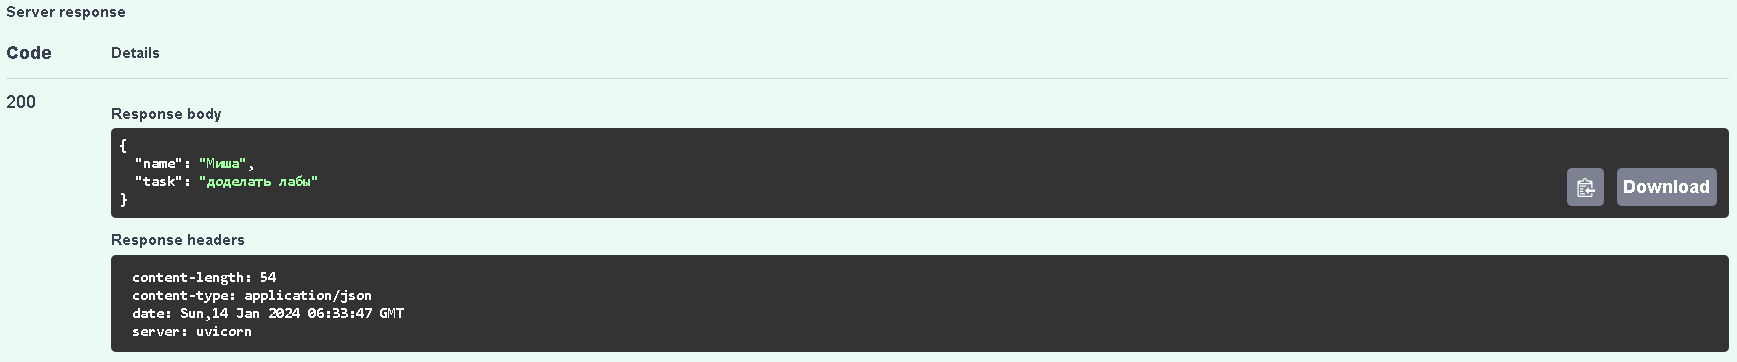 Server response
Code Details
200
Response body
{
"name": "Миша",
"task": "доделать лабы"
}
Download
Response headers
content-length: 54
content-type: application/json
date: Sun,14 Jan 2024 06:33:47 GMT
server: uvicorn